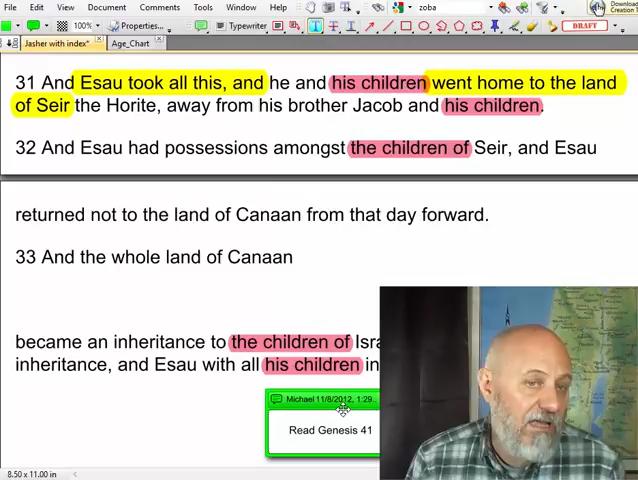 File Edit View Document Comments Tools Window Help zoba Download
Creation T
Properties... Typewriter DRAFT
100%
Jasher with index* Age_Chart
31 And Esau took all this, and he and his children went home to the land
of Seir the Horite, away from his brother Jacob and his children.
32 And Esau had possessions amongst the children of Seir, and Esau
returned not to the land of Canaan from that day forward.
33 And the whole land of Canaan
became an inheritance to the children of Isra
inheritance, and Esau with all his children in
Michael 11/8/2012, 1:29..
Read Genesis 41
8.50 x 11.00 in